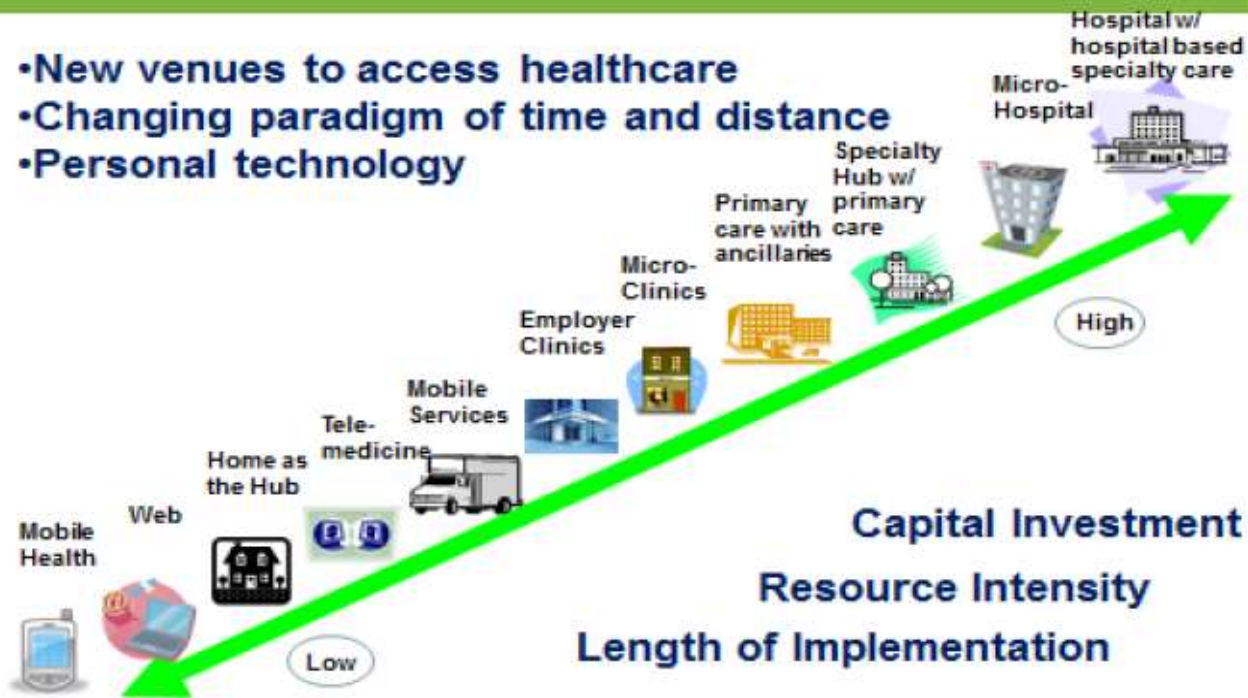 •New venues to access healthcare
•Changing paradigm of time and distance
•Personal technology
Hospital w/
hospital based
specialty care
Micro-
Hospital
Specialty
Hub w/
primary
care
Primary
care with
ancillaries
Micro-
Clinics
Employer
Clinics
Mobile
Services
Tele-
medicine
Home as
the Hub
Web
Mobile
Health
High
Low
Capital Investment
Resource Intensity
Length of Implementation